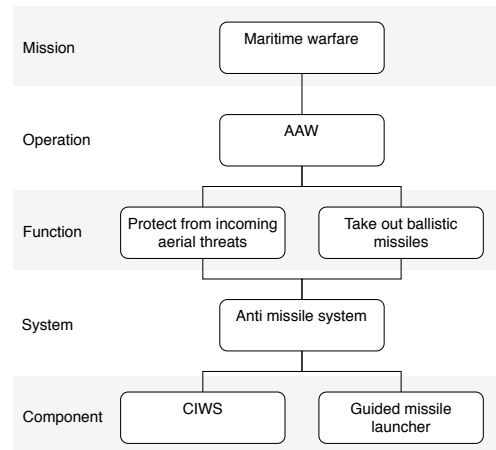 Mission
Maritime warfare
Operation
AAW
Function
Protect from incoming
aerial threats
Take out ballistic
missiles
System
Anti missile system
Component
CIWS
Guided missile
launcher